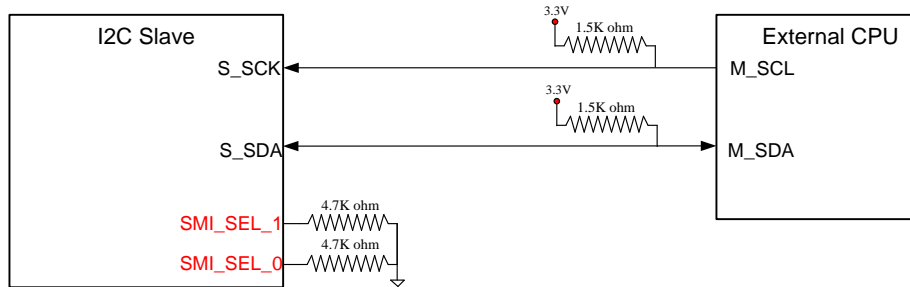 I2C Slave
3.3V
1.5K ohm
External CPU
S_SCK
M_SCL
3.3V
1.5K ohm
S_SDA
M_SDA
SMI_SEL_1
4.7K ohm
SMI_SEL_0
4.7K ohm